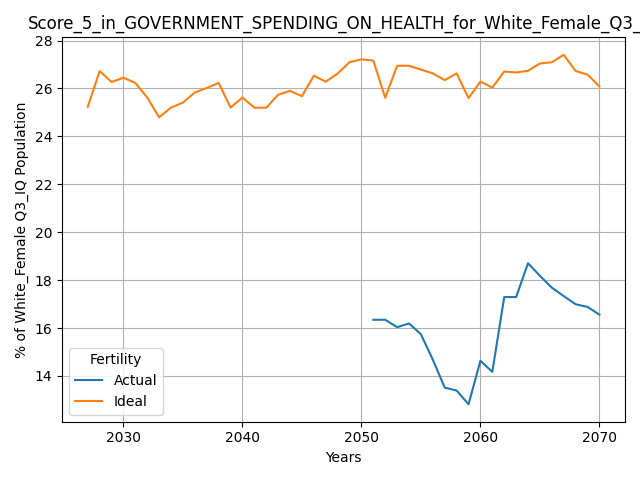 Score_5_in_GOVERNMENT_SPENDING_ON_HEALTH_for_White_Female_Q3_
28
26
24
22
20
18
16
14
% of White_Female Q3_IQ Population
Fertility
Actual
Ideal
2030 2040 2050 2060 2070
Years